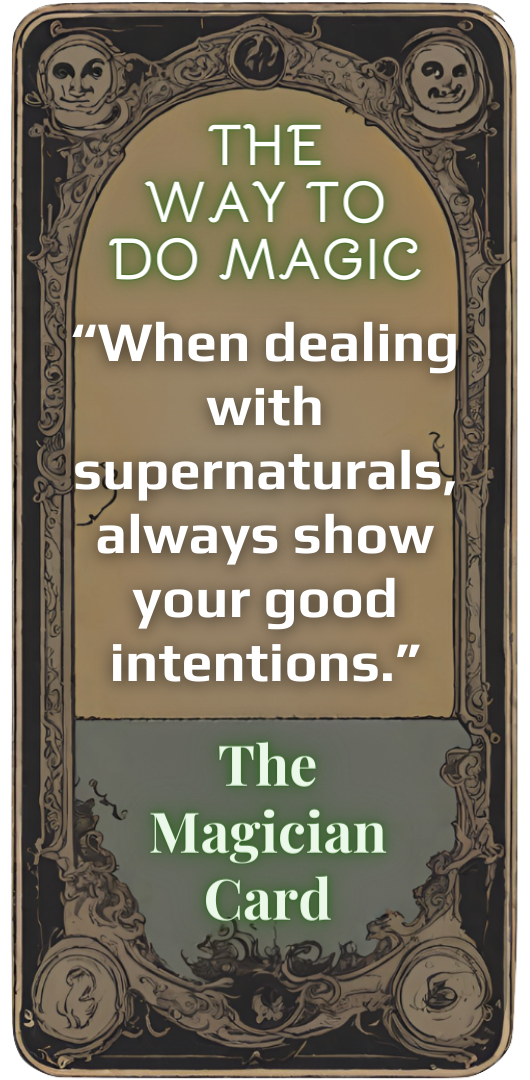 THE
WAY TO
DO MAGIC
“When dealing
with
supernaturals,
always show
your good
intentions.”
The
Magician
Card